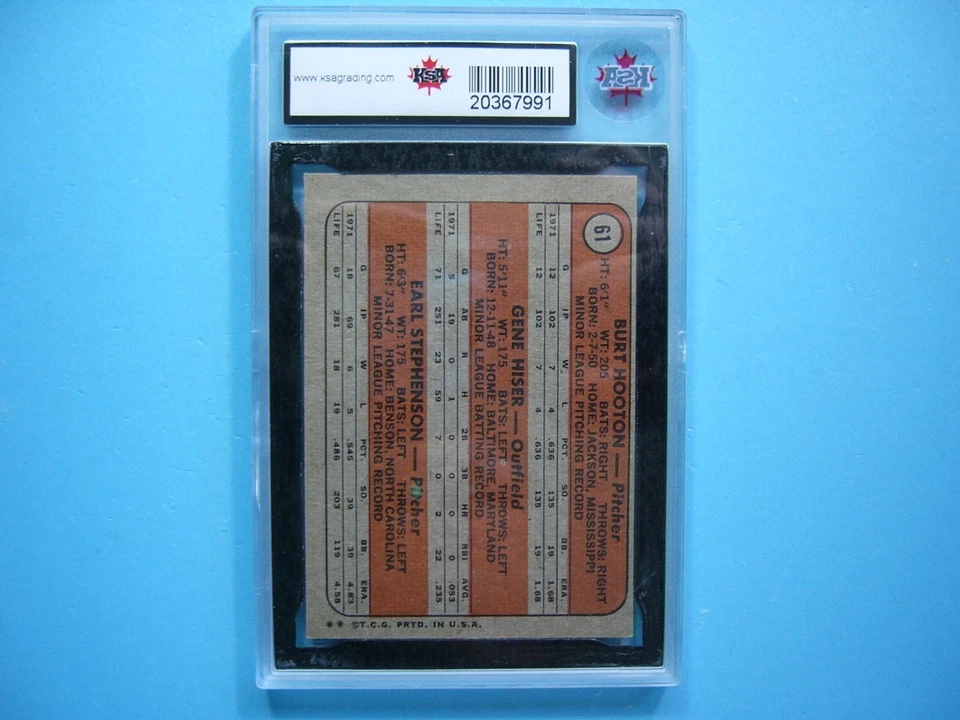 www.ksagrading.com
KSA
20367991
KSA
61
BURT HOOTON — Pitcher
HT: 6'1" WT: 205 BATS: RIGHT THROWS: RIGHT
BORN: 2-7-50 HOME: JACKSON, MISSISSIPPI
MINOR LEAGUE PITCHING RECORD
G IP W L PCT. SO. BB. ERA.
1971 12 102 7 4 .636 135 19 1.68
LIFE 12 102 7 4 .636 135 19 1.68
GENE HISER — Outfield
HT: 5'11" WT: 175 BATS: LEFT THROWS: LEFT
BORN: 12-11-48 HOME: BALTIMORE, MARYLAND
MINOR LEAGUE BATTING RECORD
G AB R H 2B 3B HR RBI AVG.
1971 5 19 0 1 0 0 0 0 .053
LIFE 71 251 23 59 7 0 2 22 .235
EARL STEPHENSON — Pitcher
HT: 6'3" WT: 175 BATS: LEFT THROWS: LEFT
BORN: 7-31-47 HOME: BENSON, NORTH CAROLINA
MINOR LEAGUE PITCHING RECORD
G IP W L PCT. SO. BB. ERA.
1971 18 69 6 5 .545 39 39 4.83
LIFE 67 281 18 19 .486 203 119 4.58
** ©T.C.G. PRTD. IN U.S.A.